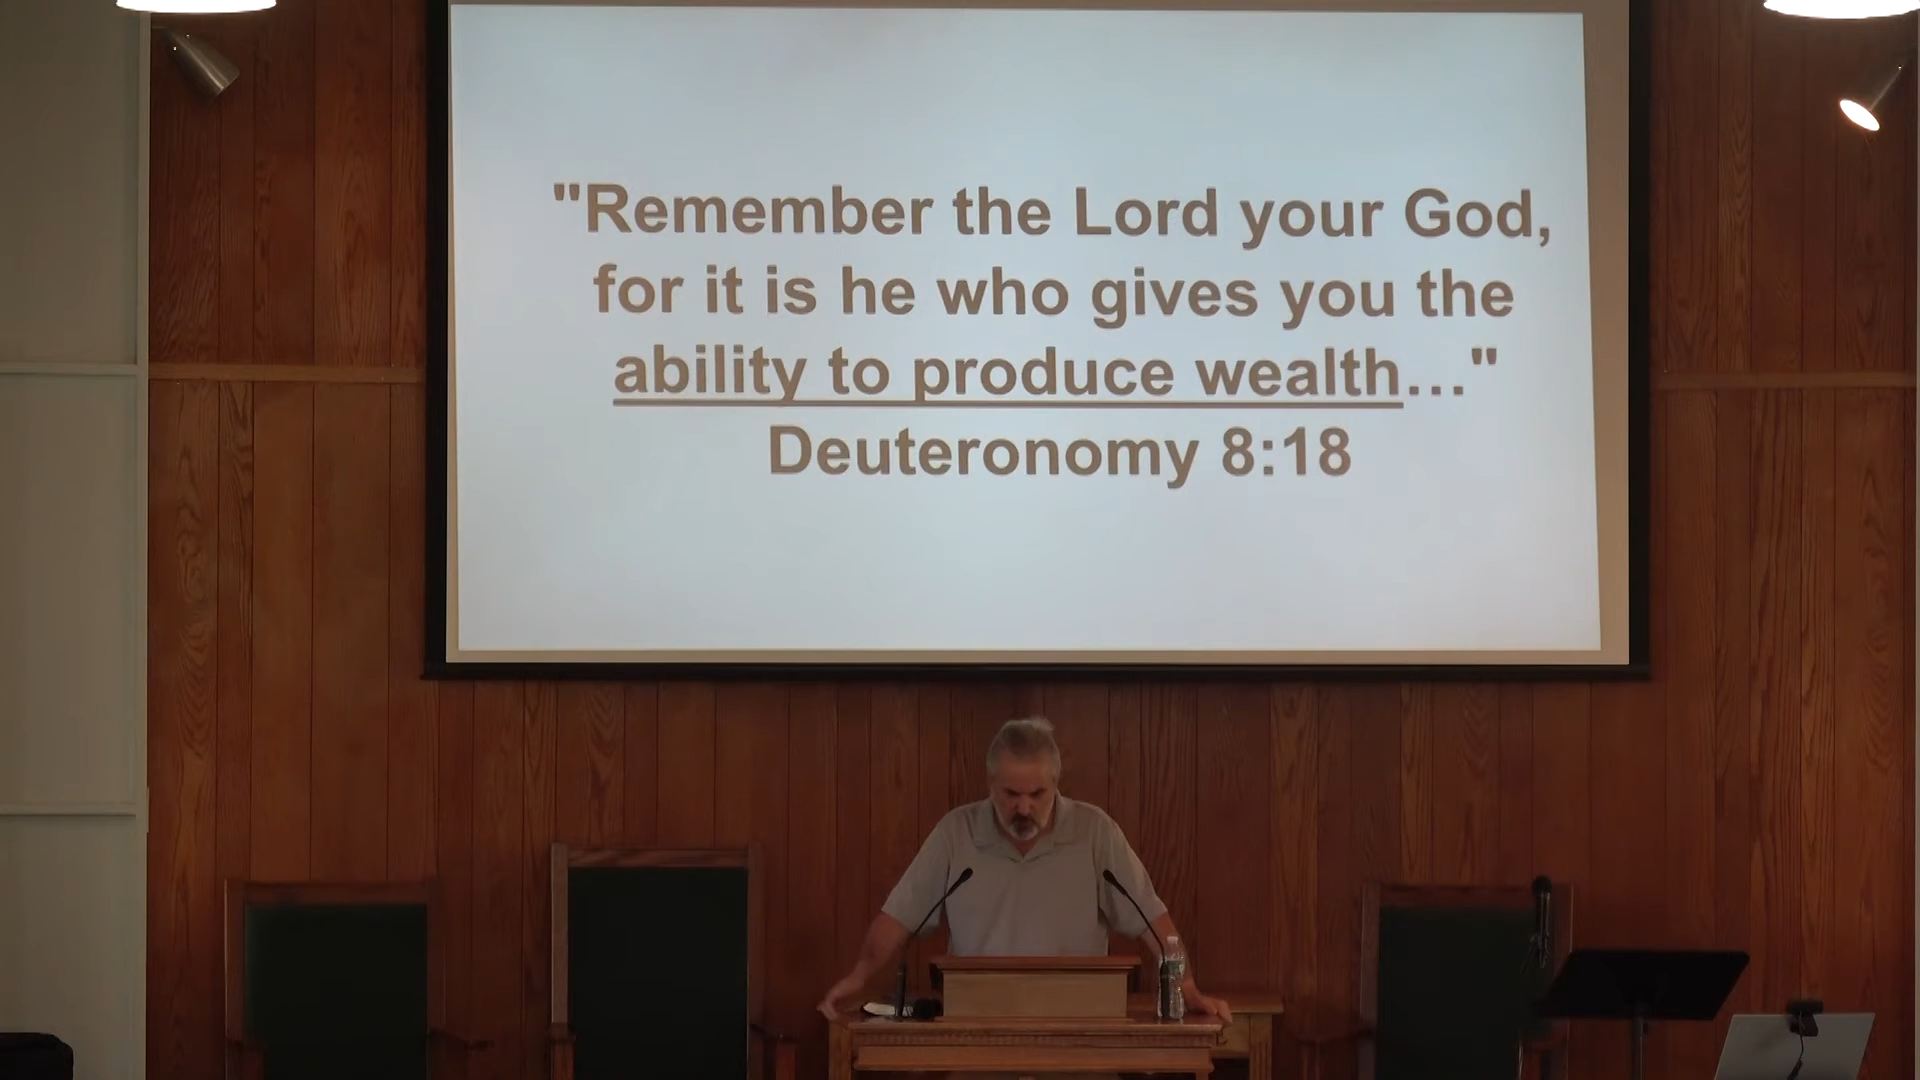 "Remember the Lord your God,
for it is he who gives you the
ability to produce wealth…"
Deuteronomy 8:18